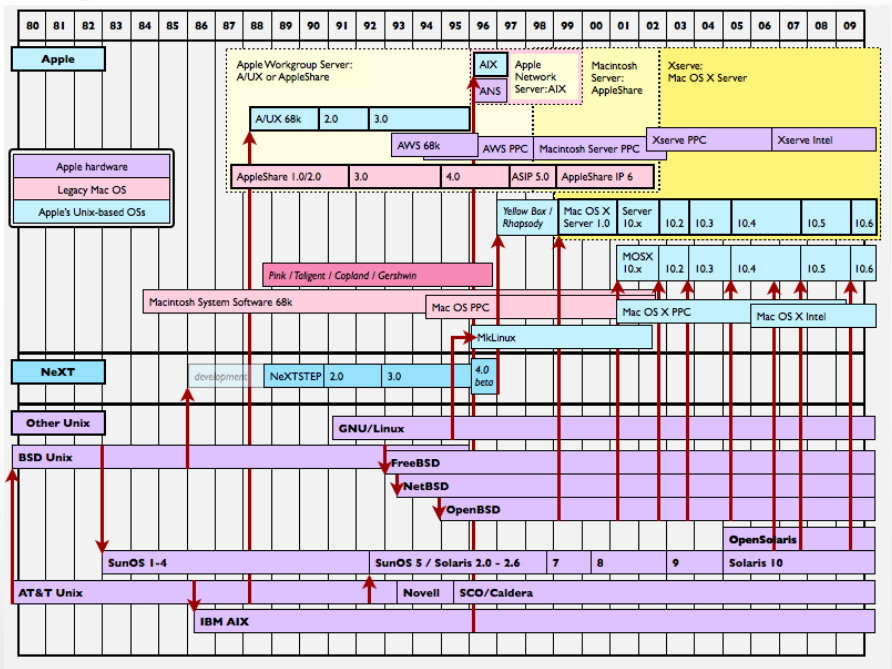 80 81 82 83 84 85 86 87 88 89 90 91 92 93 94 95 96 97 98 99 00 01 02 03 04 05 06 07 08 09
Apple
Apple Workgroup Server:
A/UX or AppleShare
AIX
ANS
Apple
Network
Server:AIX
Macintosh
Server:
AppleShare
Xserve:
Mac OS X Server
A/UX 68k 2.0 3.0
AWS 68k
AWS PPC
Macintosh Server PPC
Xserve PPC
Xserve Intel
Apple hardware
Legacy Mac OS
Apple's Unix-based OSs
AppleShare 1.0/2.0 3.0 4.0 ASIP 5.0 AppleShare IP 6
Yellow Box /
Rhapsody
Mac OS X
Server 1.0
Server
10.x
10.2 10.3 10.4 10.5 10.6
MOSX
10.x
10.2 10.3 10.4 10.5 10.6
Pink / Taligent / Copland / Gershwin
Macintosh System Software 68k
Mac OS PPC
Mac OS X PPC
Mac OS X Intel
MkLinux
NeXT
development
NeXTSTEP 2.0 3.0
4.0
beta
Other Unix
GNU/Linux
BSD Unix
FreeBSD
NetBSD
OpenBSD
OpenSolaris
SunOS 1-4
SunOS 5 / Solaris 2.0 - 2.6
7 8 9
Solaris 10
AT&T Unix
Novell
SCO/Caldera
IBM AIX